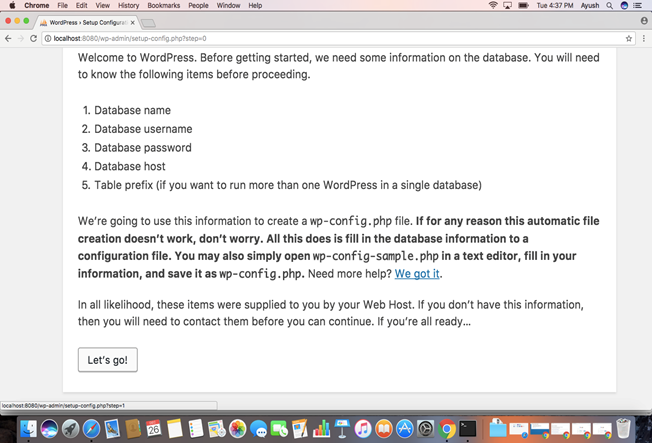 Chrome File Edit View History Bookmarks People Window Help Tue 4:37 PM Ayush
WordPress › Setup Configurat
localhost:8080/wp-admin/setup-config.php?step=0
Welcome to WordPress. Before getting started, we need some information on the database. You will need
to know the following items before proceeding.
1. Database name
2. Database username
3. Database password
4. Database host
5. Table prefix (if you want to run more than one WordPress in a single database)
We’re going to use this information to create a wp-config.php file. If for any reason this automatic file
creation doesn’t work, don’t worry. All this does is fill in the database information to a
configuration file. You may also simply open wp-config-sample.php in a text editor, fill in your
information, and save it as wp-config.php. Need more help? We got it.
In all likelihood, these items were supplied to you by your Web Host. If you don’t have this information,
then you will need to contact them before you can continue. If you’re all ready…
Let’s go!
localhost:8080/wp-admin/setup-config.php?step=1
26